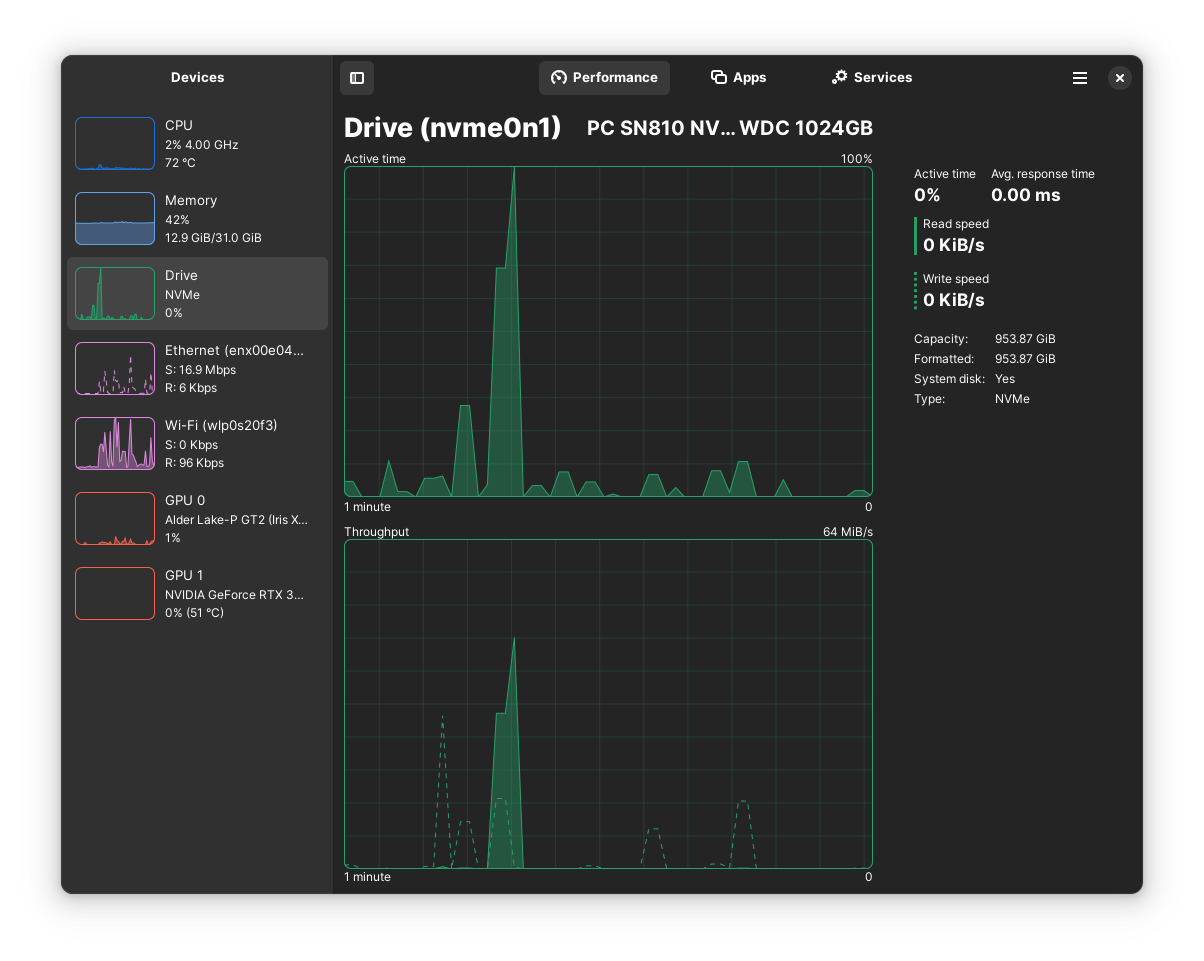 Devices
Performance
Apps
Services
CPU
2% 4.00 GHz
72 °C
Memory
42%
12.9 GiB/31.0 GiB
Drive
NVMe
0%
Ethernet (enx00e04...
S: 16.9 Mbps
R: 6 Kbps
Wi-Fi (wlp0s20f3)
S: 0 Kbps
R: 96 Kbps
GPU 0
Alder Lake-P GT2 (Iris X...
1%
GPU 1
NVIDIA GeForce RTX 3...
0% (51 °C)
Drive (nvme0n1)
PC SN810 NV... WDC 1024GB
Active time
100%
1 minute
0
Throughput
64 MiB/s
1 minute
0
Active time
0%
Avg. response time
0.00 ms
Read speed
0 KiB/s
Write speed
0 KiB/s
Capacity: 953.87 GiB
Formatted: 953.87 GiB
System disk: Yes
Type: NVMe